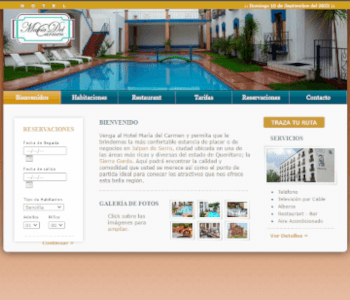 HOTEL
:: Domingo 10 de Septiembre del 2023 ::
María Del
Carmen
Bienvenidos
Habitaciones
Restaurant
Tarifas
Reservaciones
Contacto
RESERVACIONES
Fecha de llegada
--/--/----
Fecha de salida
--/--/----
Tipo de Habitación
Sencilla
Adultos
Niños
Continuar >
BIENVENIDO
Venga al Hotel María del Carmen y permita que le
brindemos la más confortable estancia de placer o de
negocios en Jalpan de Serra, ciudad ubicada en una de
las áreas más ricas y diversas del estado de Querétaro; la
Sierra Gorda. Aquí podrá encontrar la calidad y
comodidad que usted se merece así como el punto de
partida ideal para conocer los atractivos que nos ofrece
esta bella región.
GALERÍA DE FOTOS
Click sobre las
imágenes para
ampliar.
TRAZA TU RUTA
SERVICIOS
Teléfono
Televisión por Cable
Alberca
Restaurant - Bar
Aire Acondicionado
Ver Detalles >